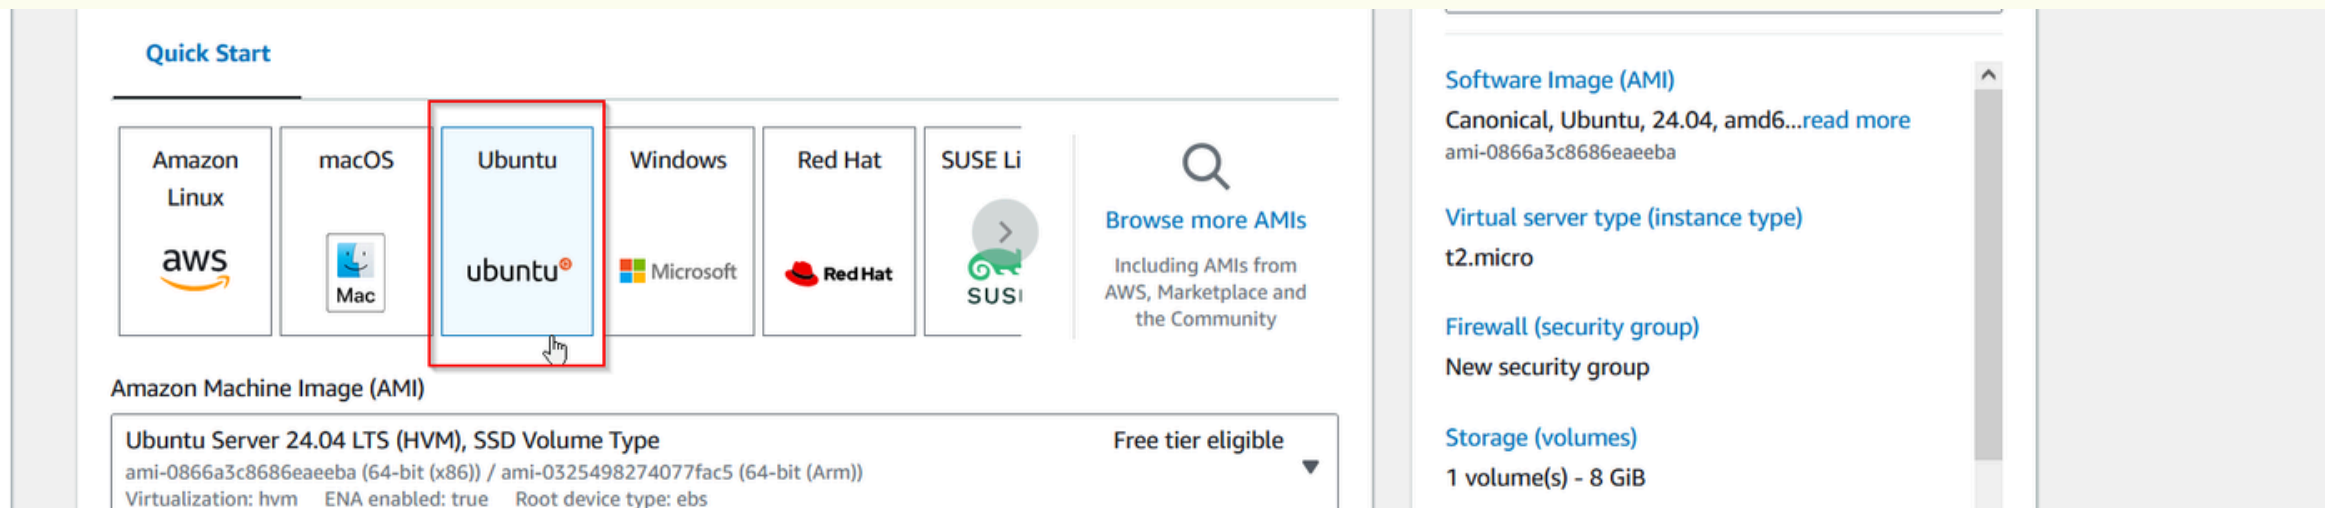 Quick Start
Amazon
Linux
aws
macOS
Mac
Ubuntu
ubuntu
Windows
Microsoft
Red Hat
Red Hat
SUSE Li
SUS
Browse more AMIs
Including AMIs from
AWS, Marketplace and
the Community
Amazon Machine Image (AMI)
Ubuntu Server 24.04 LTS (HVM), SSD Volume Type
Free tier eligible
ami-0866a3c8686eaeeba (64-bit (x86)) / ami-0325498274077fac5 (64-bit (Arm))
Virtualization: hvm ENA enabled: true Root device type: ebs
Software Image (AMI)
Canonical, Ubuntu, 24.04, amd6...read more
ami-0866a3c8686eaeeba
Virtual server type (instance type)
t2.micro
Firewall (security group)
New security group
Storage (volumes)
1 volume(s) - 8 GiB